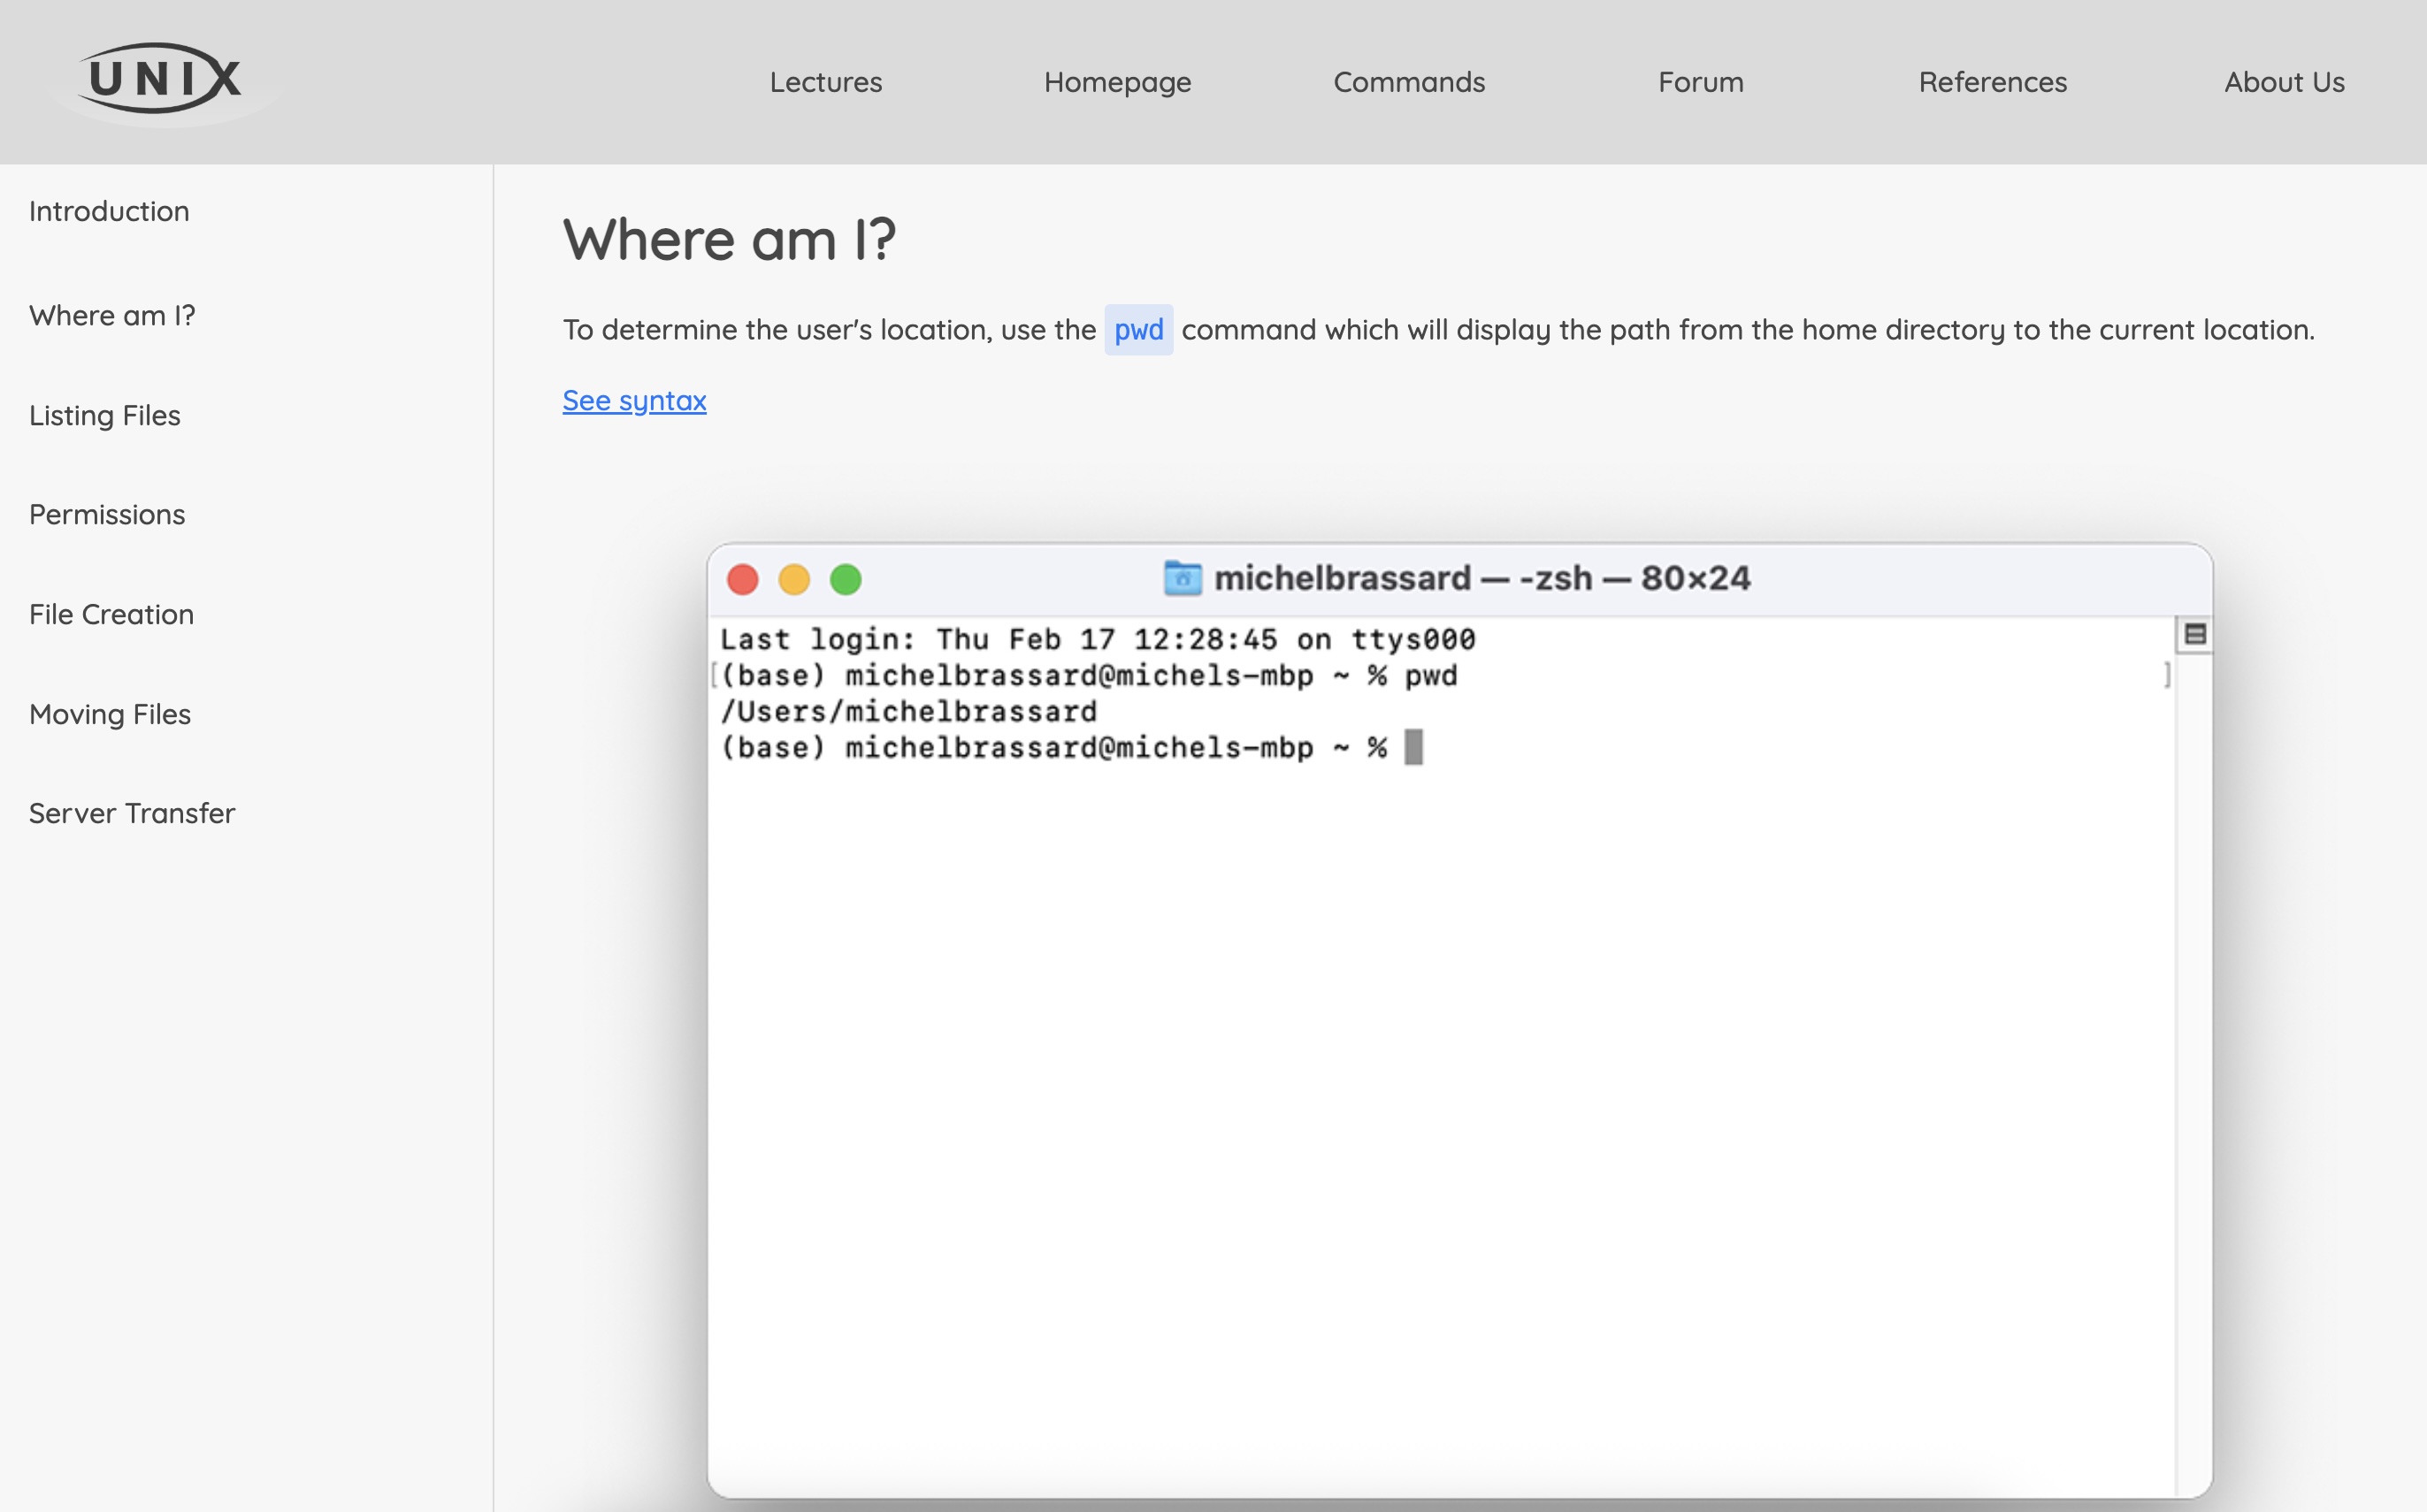 UNIX
Lectures Homepage Commands Forum References About Us
Introduction
Where am I?
Listing Files
Permissions
File Creation
Moving Files
Server Transfer
Where am I?
To determine the user's location, use the pwd command which will display the path from the home directory to the current location.
See syntax
michelbrassard — -zsh — 80×24
Last login: Thu Feb 17 12:28:45 on ttys000
[(base) michelbrassard@michels-mbp ~ % pwd ]
/Users/michelbrassard
(base) michelbrassard@michels-mbp ~ %